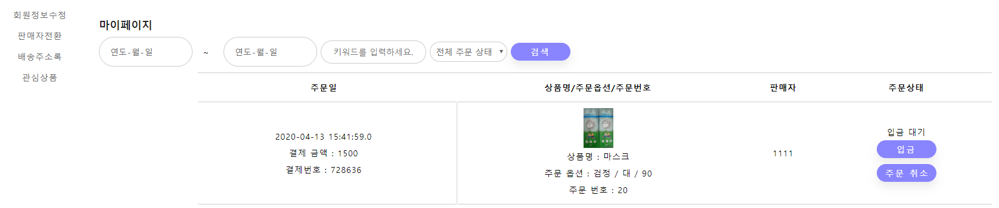 회원정보수정
판매자전환
배송주소록
관심상품
마이페이지
연도-월-일 ~ 연도-월-일 키워드를 입력하세요. 전체 주문 상태 검색
주문일 상품명/주문옵션/주문번호 판매자 주문상태
2020-04-13 15:41:59.0
결제 금액 : 1500
결제번호 : 728636
상품명 : 마스크
주문 옵션 : 검정 / 대 / 90
주문 번호 : 20
1111
입금 대기
입금
주문 취소